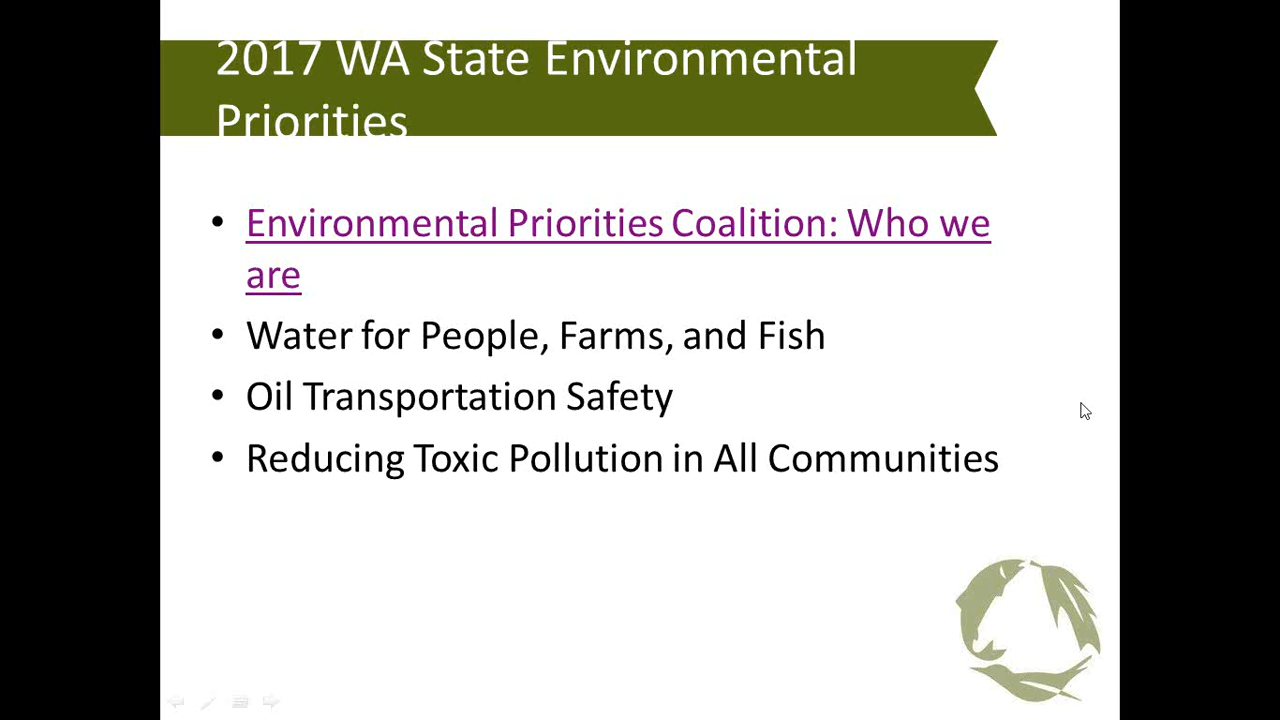 2017 WA State Environmental
Priorities
• Environmental Priorities Coalition: Who we
are
• Water for People, Farms, and Fish
• Oil Transportation Safety
• Reducing Toxic Pollution in All Communities